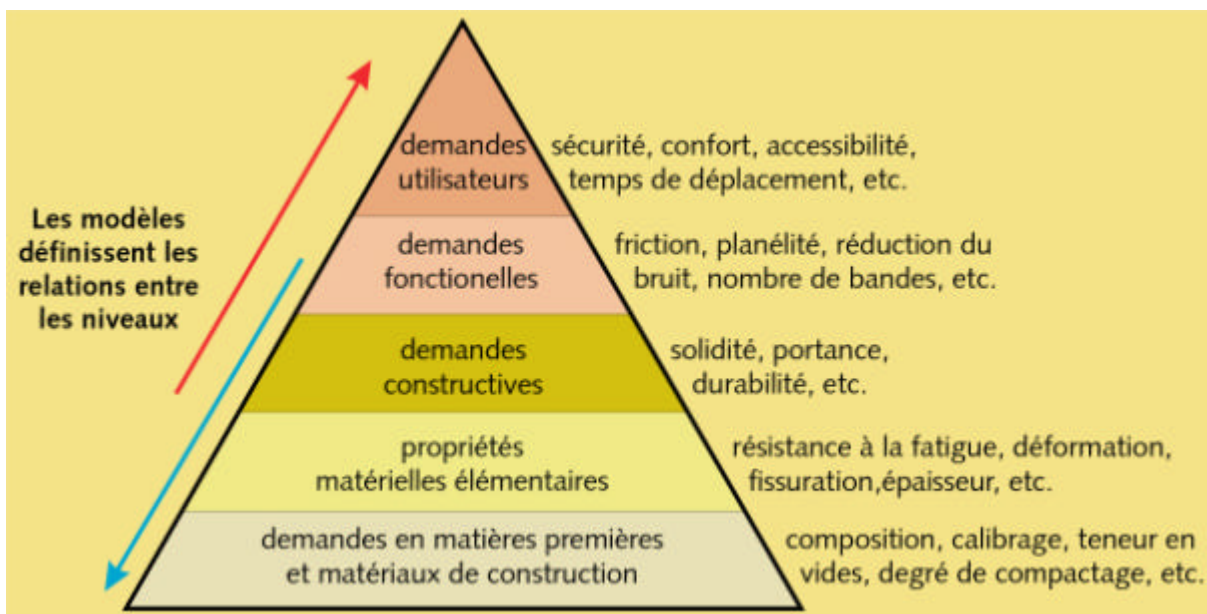 demandes
utilisateurs
sécurité, confort, accessibilité,
temps de déplacement, etc.
Les modèles
définissent les
relations entre
les niveaux
demandes
fonctionelles
friction, planélité, réduction du
bruit, nombre de bandes, etc.
demandes
constructives
solidité, portance,
durabilité, etc.
propriétés
matérielles élémentaires
résistance à la fatigue, déformation,
fissuration,épaisseur, etc.
demandes en matières premières
et matériaux de construction
composition, calibrage, teneur en
vides, degré de compactage, etc.